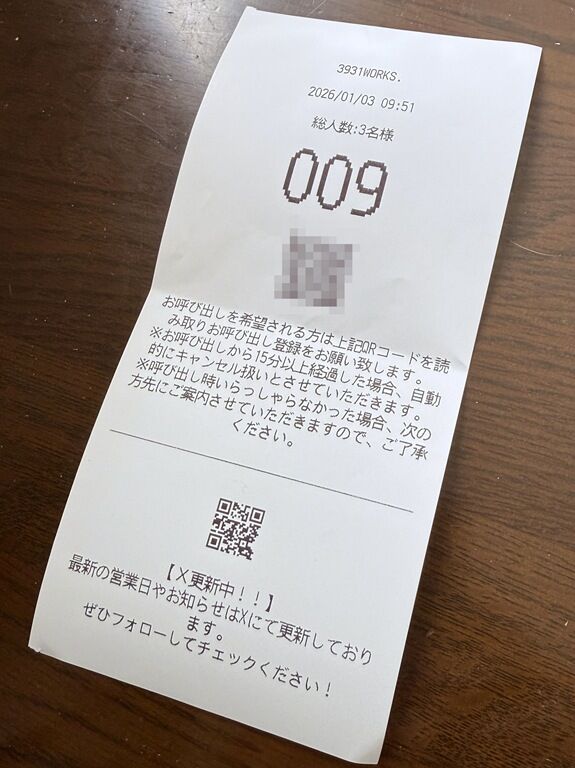 3931WORKS.
2026/01/03 09:51
総人数:3名様
009
お呼び出しを希望される方は上記QRコードを読
み取りお呼び出し登録をお願い致します。
※お呼び出しから15分以上経過した場合、自動
的にキャンセル扱いとさせていただきます。
※呼び出し時いらっしゃらなかった場合、次の
方先にご案内させていただきますので、ご了承
ください。
【X更新中!!】
最新の営業日やお知らせはXにて更新しており
ます。
ぜひフォローしてチェックください!